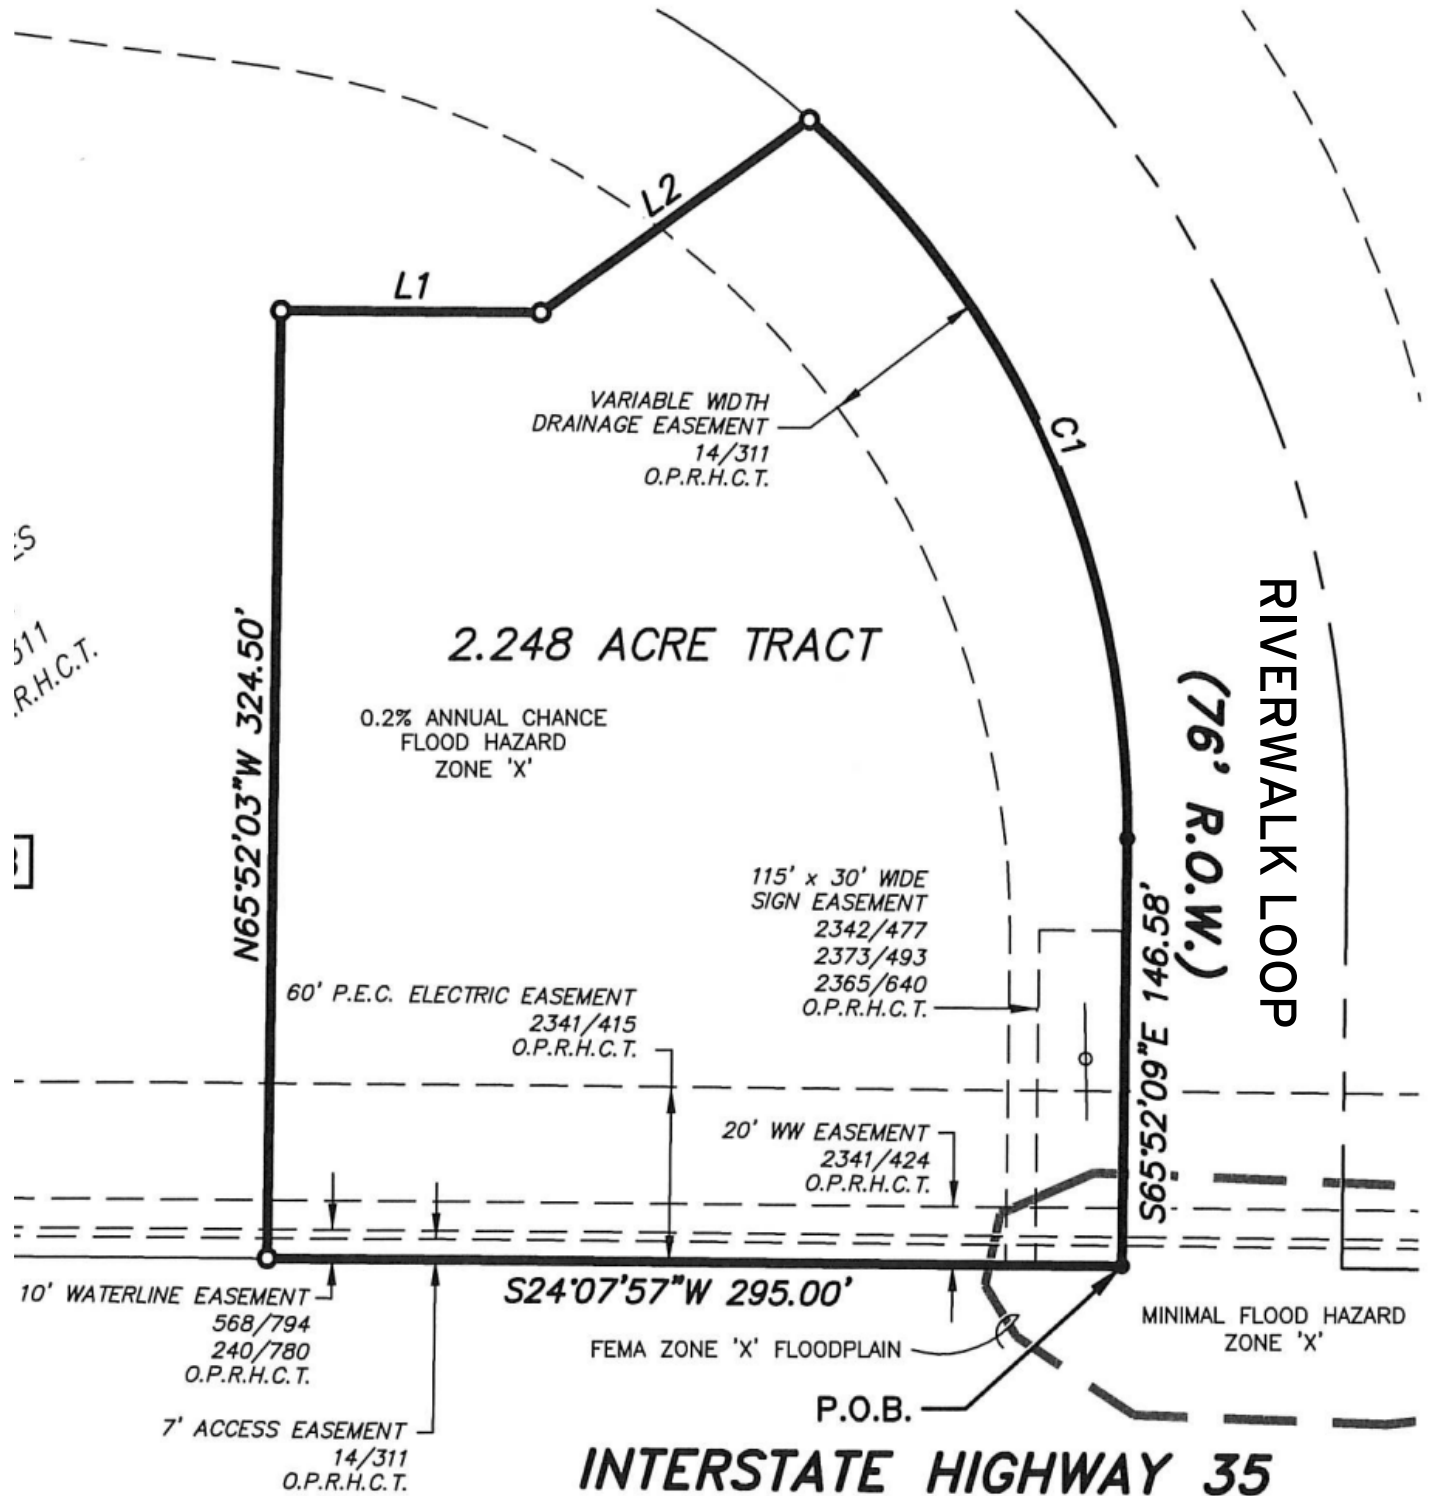 L2
L1
VARIABLE WIDTH
DRAINAGE EASEMENT
14/311
O.P.R.H.C.T.
C1
311
.R.H.C.T.
2.248 ACRE TRACT
0.2% ANNUAL CHANCE
FLOOD HAZARD
ZONE 'X'
N65°52'03"W 324.50'
RIVERWALK LOOP
(76' R.O.W.)
115' x 30' WIDE
SIGN EASEMENT
2342/477
2373/493
2365/640
O.P.R.H.C.T.
S65°52'09"E 146.58'
60' P.E.C. ELECTRIC EASEMENT
2341/415
O.P.R.H.C.T.
20' WW EASEMENT
2341/424
O.P.R.H.C.T.
S24°07'57"W 295.00'
10' WATERLINE EASEMENT
568/794
240/780
O.P.R.H.C.T.
FEMA ZONE 'X' FLOODPLAIN
MINIMAL FLOOD HAZARD
ZONE 'X'
P.O.B.
7' ACCESS EASEMENT
14/311
O.P.R.H.C.T.
INTERSTATE HIGHWAY 35